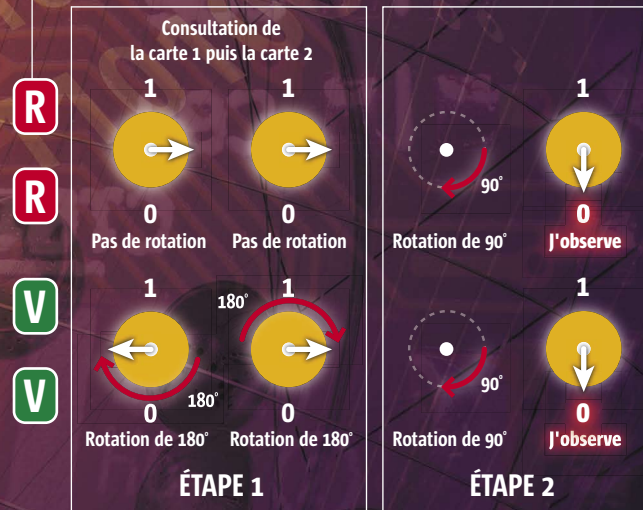 Consultation de
la carte 1 puis la carte 2
R
1
1
0
0
Pas de rotation
Pas de rotation
R
90°
1
0
Rotation de 90°
J'observe
V
1
180°
1
180°
0
0
Rotation de 180°
Rotation de 180°
V
90°
1
0
Rotation de 90°
J'observe
ÉTAPE 1
ÉTAPE 2